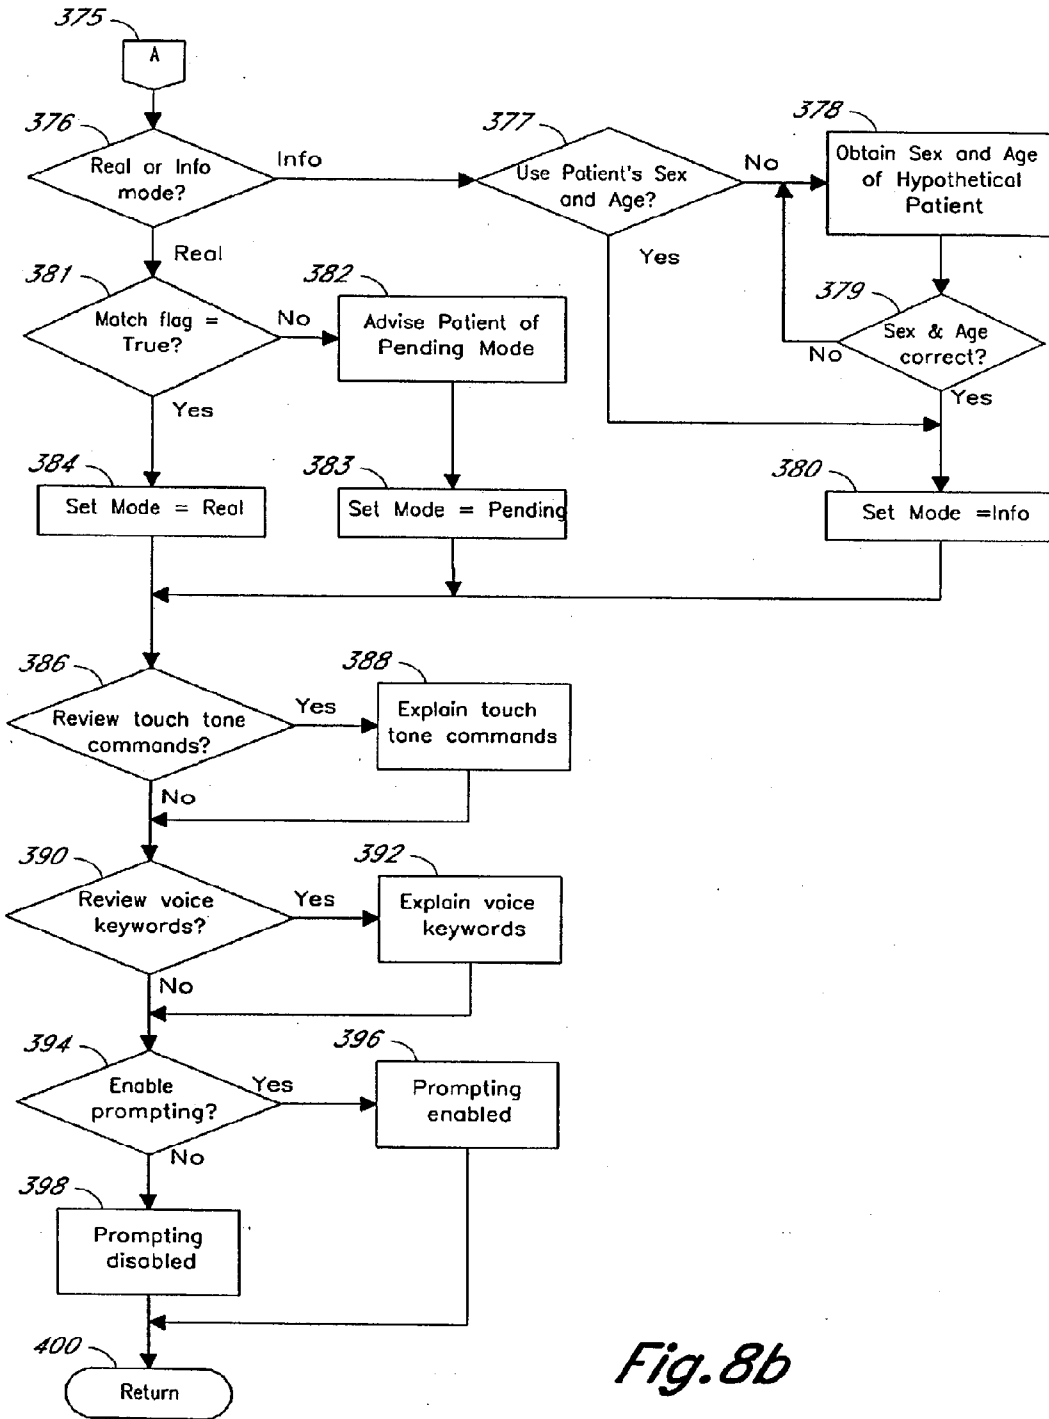 375
A
376
Real or Info
mode?
Info
377
Use Patient's Sex
and Age?
No
378
Obtain Sex and Age
of Hypothetical
Patient
Real
Yes
379
Sex & Age
correct?
No
Yes
381
Match flag =
True?
No
382
Advise Patient of
Pending Mode
Yes
384
Set Mode = Real
383
Set Mode = Pending
380
Set Mode =Info
386
Review touch tone
commands?
Yes
388
Explain touch
tone commands
No
390
Review voice
keywords?
Yes
392
Explain voice
keywords
No
394
Enable
prompting?
Yes
396
Prompting
enabled
No
398
Prompting
disabled
400
Return
Fig.8b